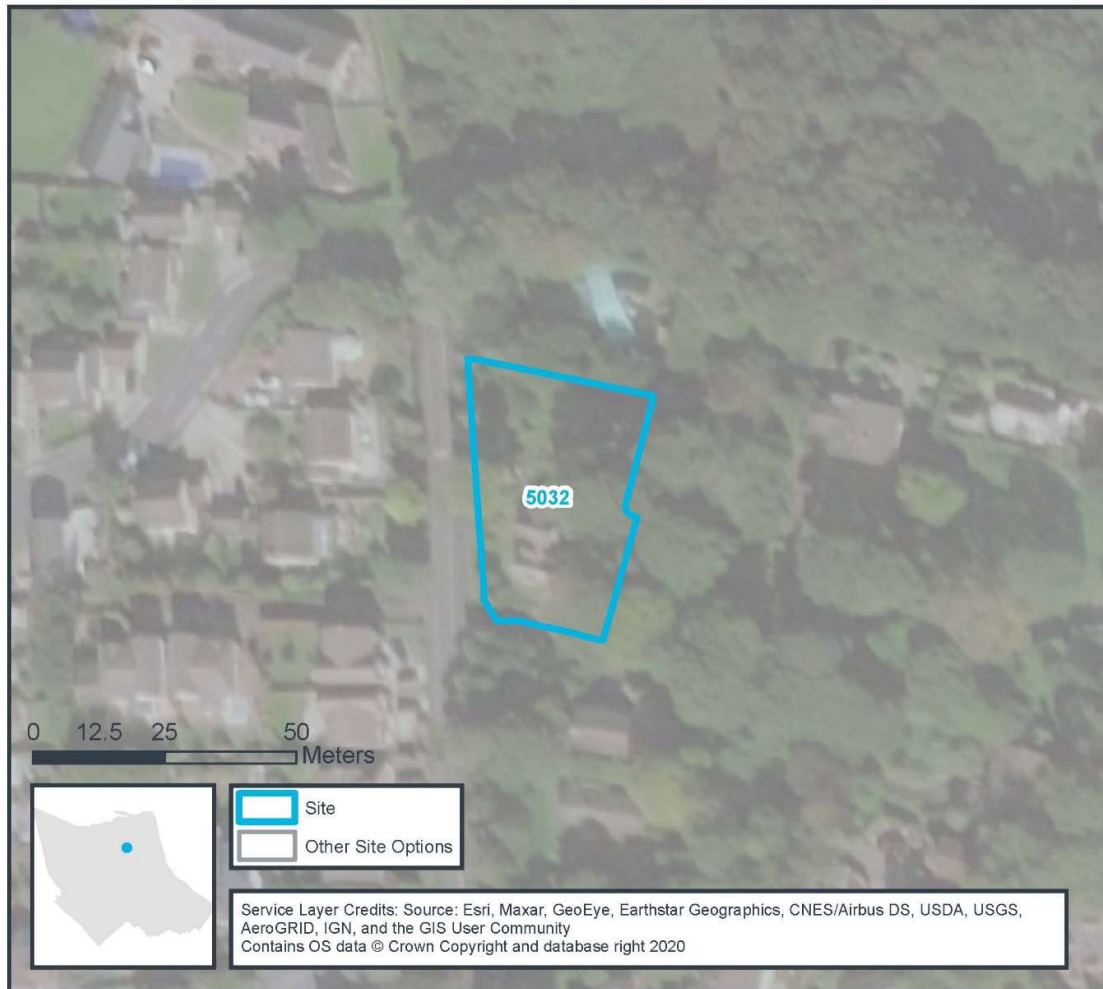 5032
0 12.5 25 50
Meters
Site
Other Site Options
Service Layer Credits: Source: Esri, Maxar, GeoEye, Earthstar Geographics, CNES/Airbus DS, USDA, USGS,
AeroGRID, IGN, and the GIS User Community
Contains OS data © Crown Copyright and database right 2020